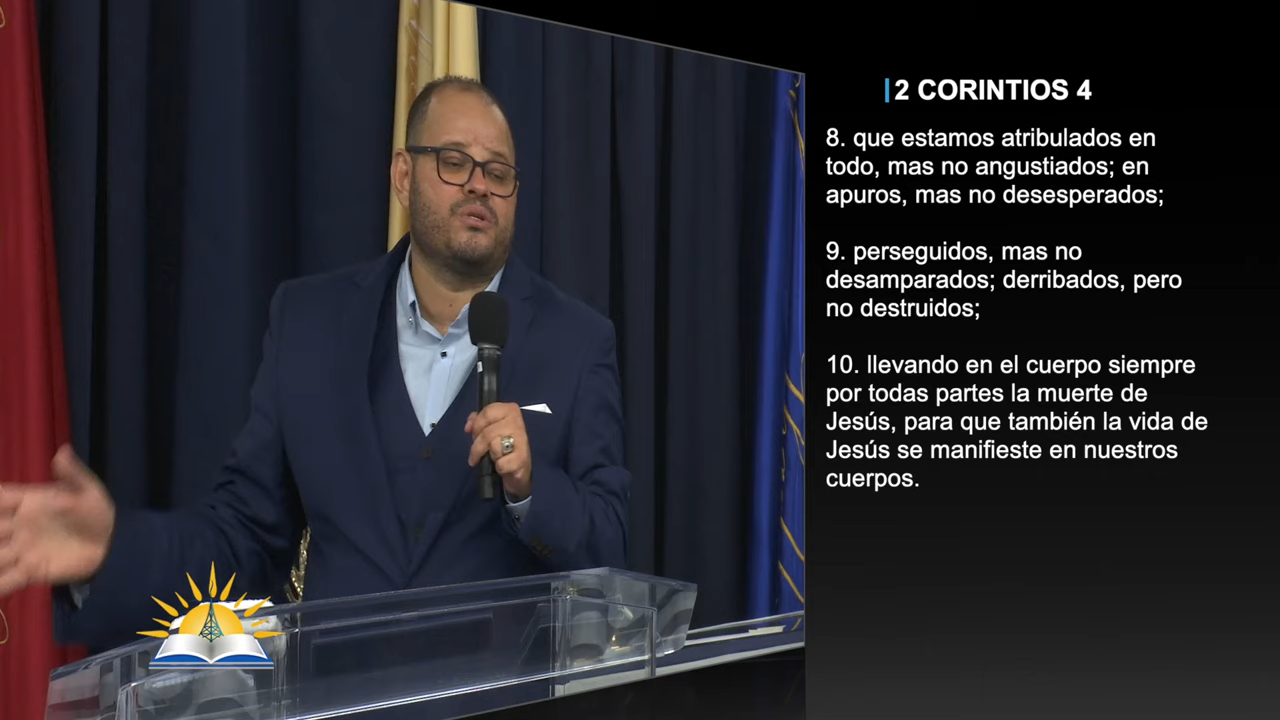 2 CORINTIOS 4
8. que estamos atribulados en
todo, mas no angustiados; en
apuros, mas no desesperados;
9. perseguidos, mas no
desamparados; derribados, pero
no destruidos;
10. llevando en el cuerpo siempre
por todas partes la muerte de
Jesús, para que también la vida de
Jesús se manifieste en nuestros
cuerpos.